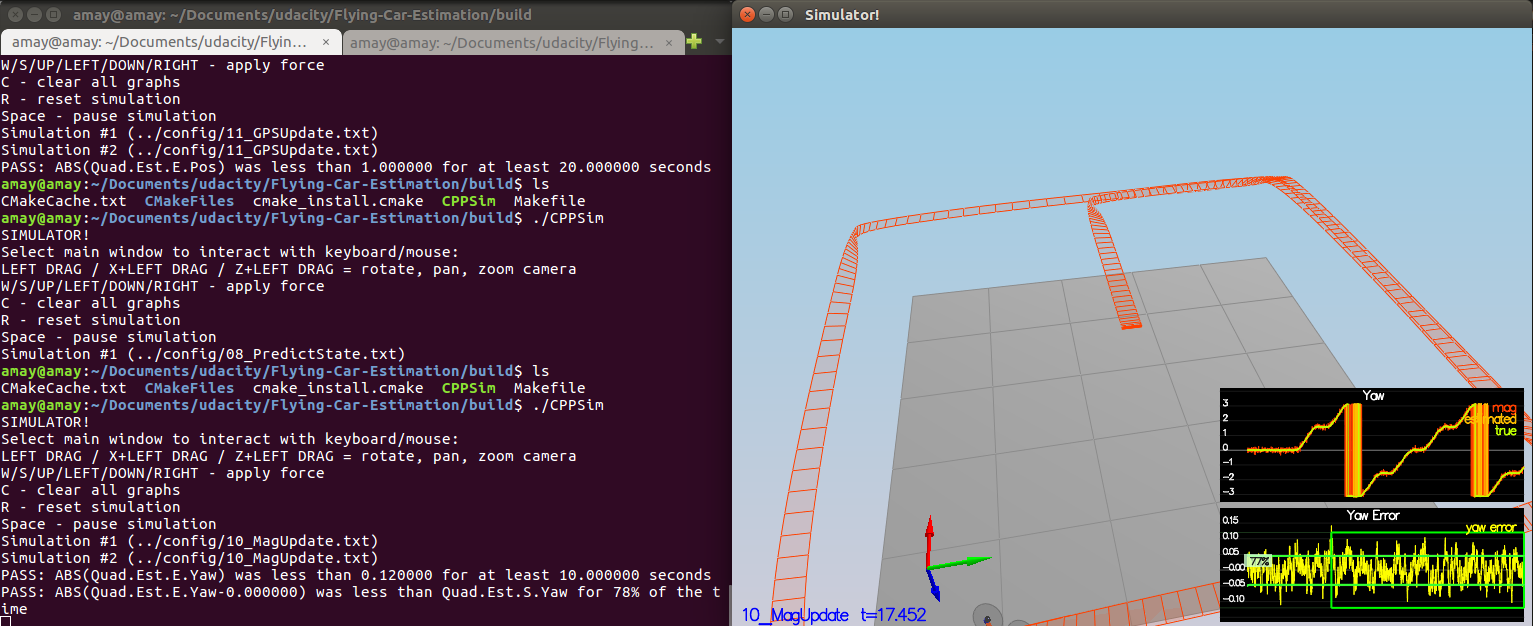 amay@amay: ~/Documents/udacity/Flying-Car-Estimation/build
amay@amay: ~/Documents/udacity/Flyin... ×
amay@amay: ~/Documents/udacity/Flying... ×
W/S/UP/LEFT/DOWN/RIGHT - apply force
C - clear all graphs
R - reset simulation
Space - pause simulation
Simulation #1 (../config/11_GPSUpdate.txt)
Simulation #2 (../config/11_GPSUpdate.txt)
PASS: ABS(Quad.Est.E.Pos) was less than 1.000000 for at least 20.000000 seconds
amay@amay:~/Documents/udacity/Flying-Car-Estimation/build$ ls
CMakeCache.txt CMakeFiles cmake_install.cmake CPPSim Makefile
amay@amay:~/Documents/udacity/Flying-Car-Estimation/build$ ./CPPSim
SIMULATOR!
Select main window to interact with keyboard/mouse:
LEFT DRAG / X+LEFT DRAG / Z+LEFT DRAG = rotate, pan, zoom camera
W/S/UP/LEFT/DOWN/RIGHT - apply force
C - clear all graphs
R - reset simulation
Space - pause simulation
Simulation #1 (../config/08_PredictState.txt)
amay@amay:~/Documents/udacity/Flying-Car-Estimation/build$ ls
CMakeCache.txt CMakeFiles cmake_install.cmake CPPSim Makefile
amay@amay:~/Documents/udacity/Flying-Car-Estimation/build$ ./CPPSim
SIMULATOR!
Select main window to interact with keyboard/mouse:
LEFT DRAG / X+LEFT DRAG / Z+LEFT DRAG = rotate, pan, zoom camera
W/S/UP/LEFT/DOWN/RIGHT - apply force
C - clear all graphs
R - reset simulation
Space - pause simulation
Simulation #1 (../config/10_MagUpdate.txt)
Simulation #2 (../config/10_MagUpdate.txt)
PASS: ABS(Quad.Est.E.Yaw) was less than 0.120000 for at least 10.000000 seconds
PASS: ABS(Quad.Est.E.Yaw-0.000000) was less than Quad.Est.S.Yaw for 78% of the t
ime
Simulator!
Yaw
3
2
1
0
-1
-2
-3
mag
estimated
true
Yaw Error
yaw error
0.15
0.10
0.05
-0.00
-0.05
-0.10
10_MagUpdate t=17.452